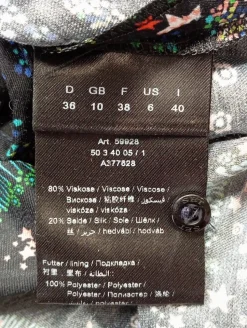 D GB F US I
36 10 38 6 40
Art. 59928
50 3 40 05 / 1
A377628
80% Viskose / Viscose / Viscose /
Вискоза / 粘胶纤维 / فسكوز /
viskóza / viskóza
20% Seide / Silk / Soie / Шёлк /
丝 / حرير / hedvábí / hodváb
Futter / lining / Подкладка /
衬里 , 里布 / البطانة /
100% Polyester / Polyester /
Polyester / Полиэстер / 涤纶 /